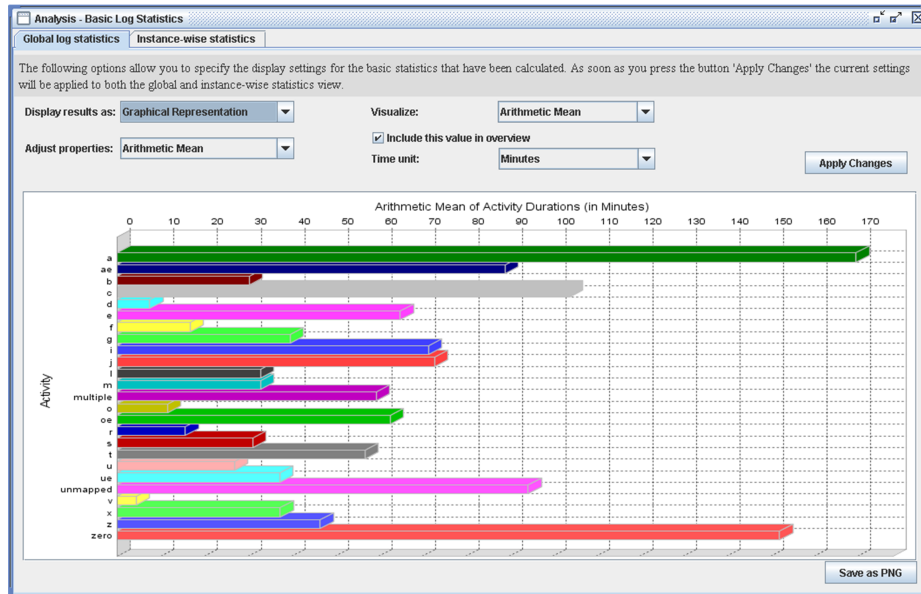 Analysis - Basic Log Statistics
Global log statistics Instance-wise statistics
The following options allow you to specify the display settings for the basic statistics that have been calculated. As soon as you press the button 'Apply Changes' the current settings
will be applied to both the global and instance-wise statistics view.
Display results as: Graphical Representation Visualize: Arithmetic Mean
Include this value in overview
Adjust properties: Arithmetic Mean Time unit: Minutes
Apply Changes
Arithmetic Mean of Activity Durations (in Minutes)
0 10 20 30 40 50 60 70 80 90 100 110 120 130 140 150 160 170
Activity
a
ae
b
c
d
e
f
g
i
j
l
m
multiple
o
oe
r
s
t
u
ue
unmapped
v
x
z
zero
Save as PNG